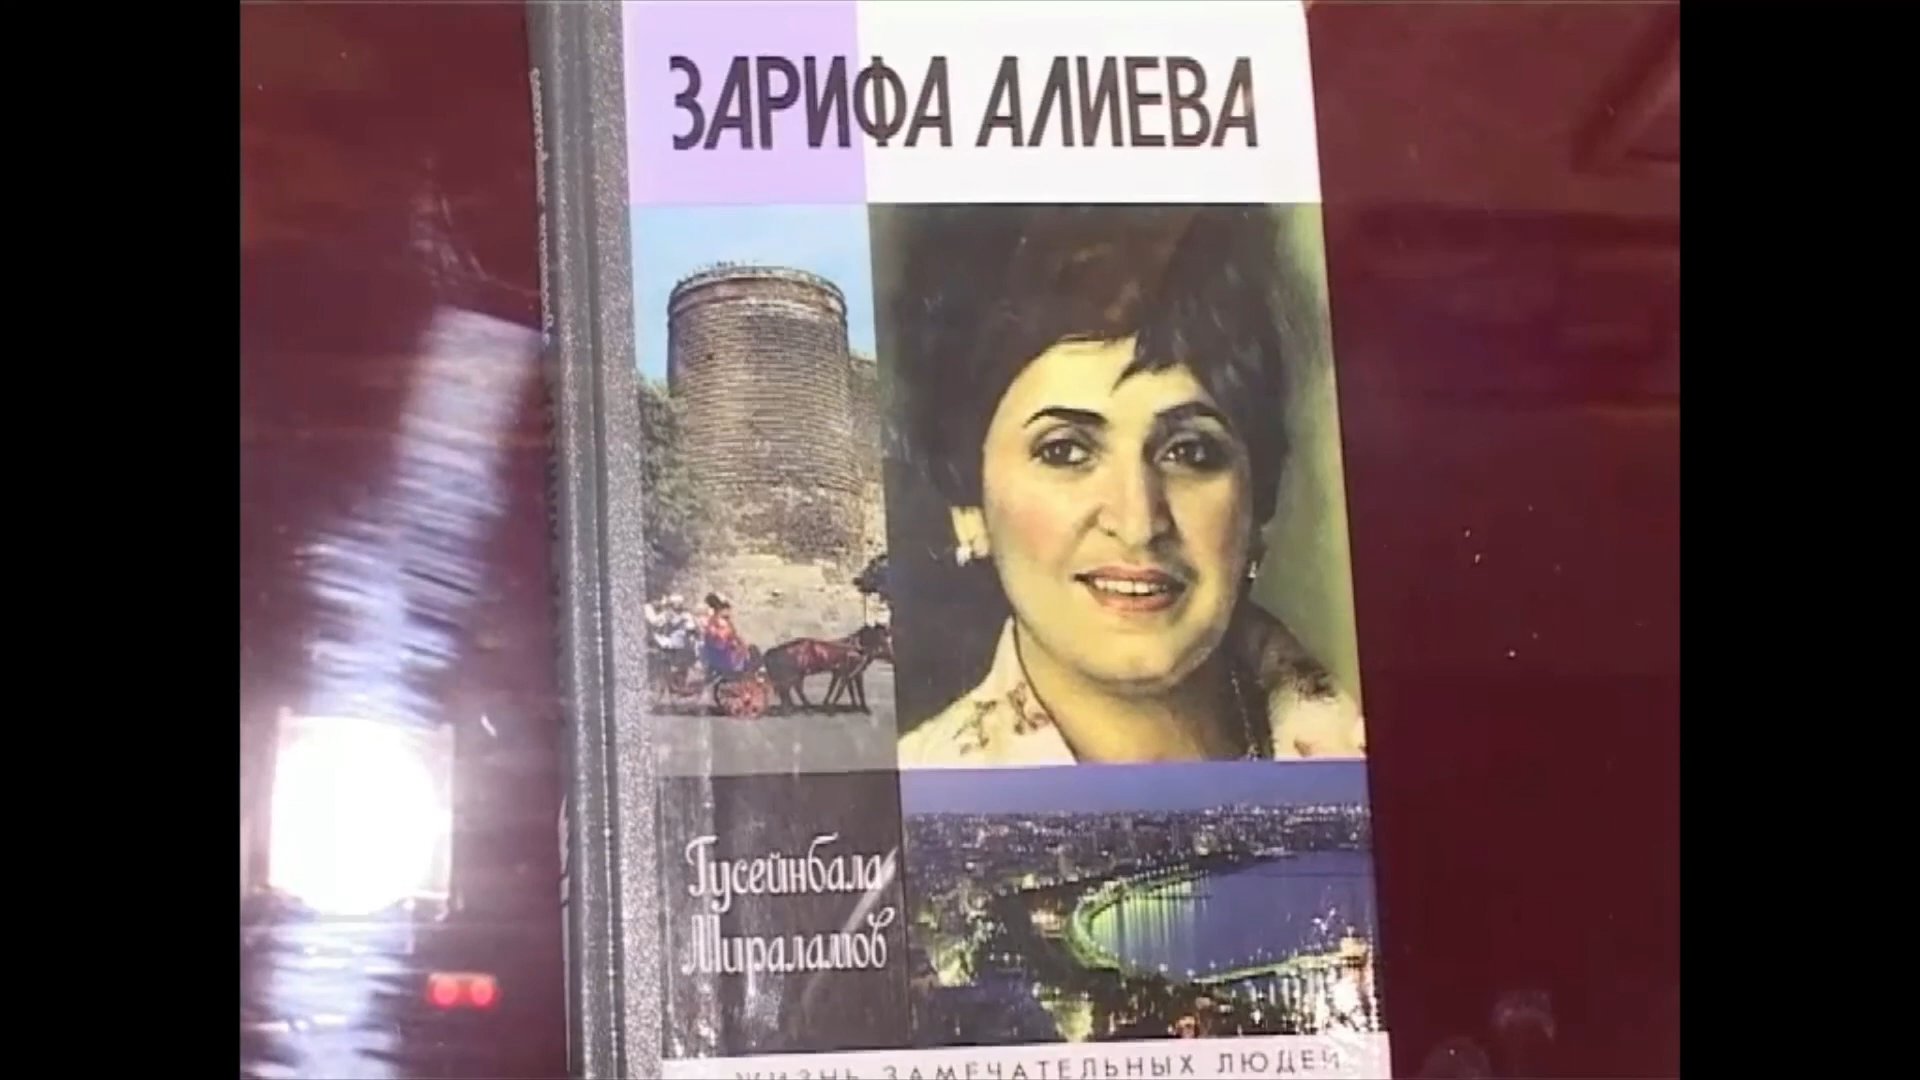 ЗАРИФА АЛИЕВА
Гусейнбала
Мираламов
ЖИЗНЬ ЗАМЕЧАТЕЛЬНЫХ ЛЮДЕЙ